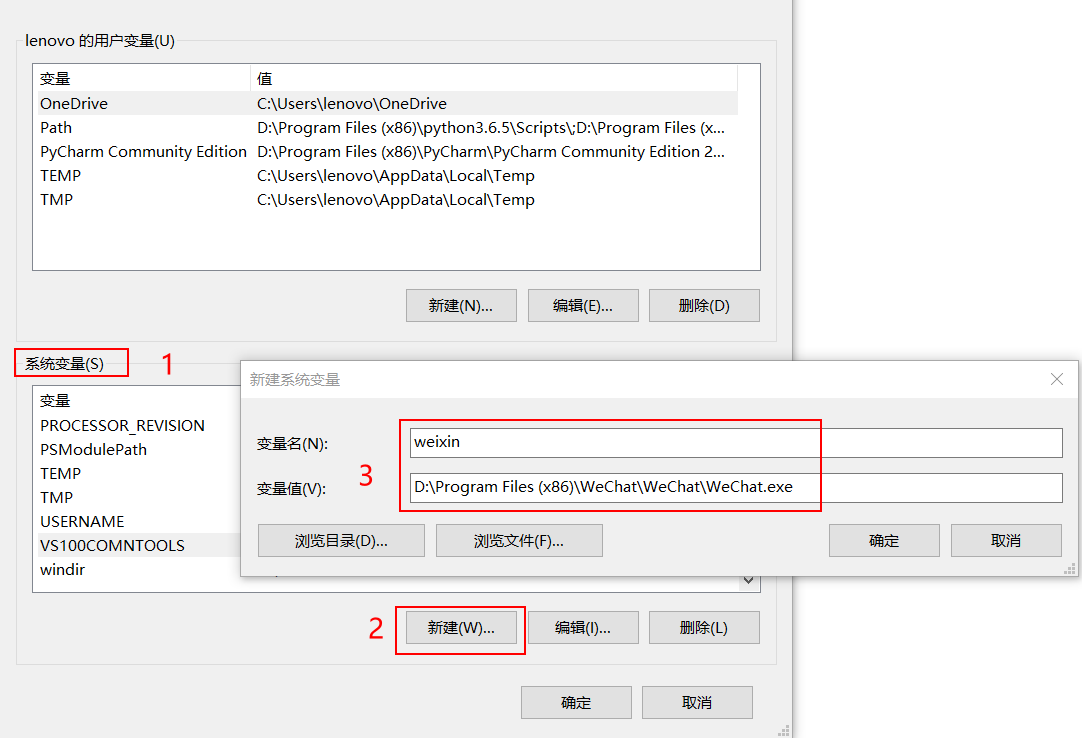 lenovo 的用户变量(U)
变量 值
OneDrive C:\Users\lenovo\OneDrive
Path D:\Program Files (x86)\python3.6.5\Scripts\;D:\Program Files (x...
PyCharm Community Edition D:\Program Files (x86)\PyCharm\PyCharm Community Edition 2...
TEMP C:\Users\lenovo\AppData\Local\Temp
TMP C:\Users\lenovo\AppData\Local\Temp
新建(N)... 编辑(E)... 删除(D)
系统变量(S) 1
变量
PROCESSOR_REVISION
PSModulePath
TEMP
TMP
USERNAME
VS100COMNTOOLS
windir
新建系统变量
变量名(N): weixin
3
变量值(V): D:\Program Files (x86)\WeChat\WeChat\WeChat.exe
浏览目录(D)... 浏览文件(F)... 确定 取消
2 新建(W)... 编辑(I)... 删除(L)
确定 取消